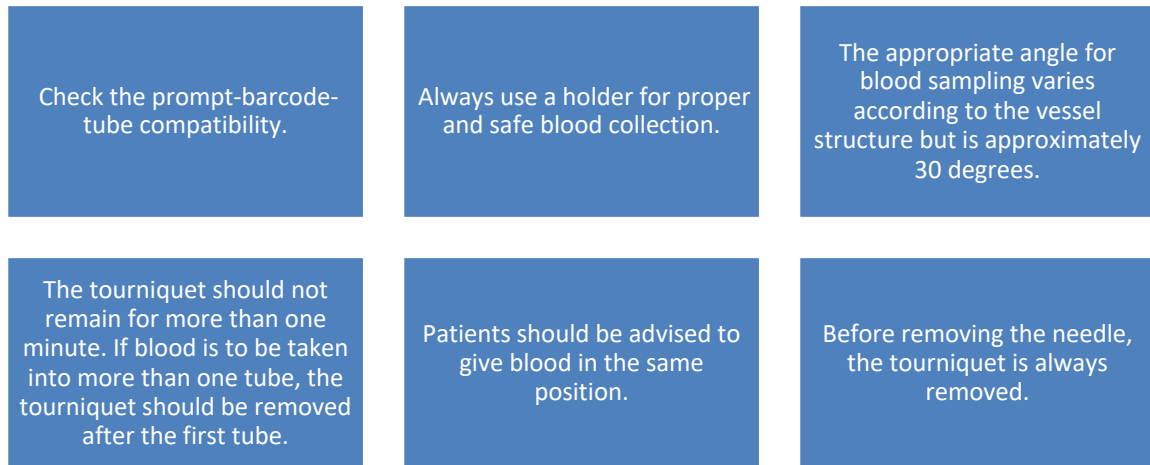 Check the prompt-barcode-
tube compatibility.
Always use a holder for proper
and safe blood collection.
The appropriate angle for
blood sampling varies
according to the vessel
structure but is approximately
30 degrees.
The tourniquet should not
remain for more than one
minute. If blood is to be taken
into more than one tube, the
tourniquet should be removed
after the first tube.
Patients should be advised to
give blood in the same
position.
Before removing the needle,
the tourniquet is always
removed.